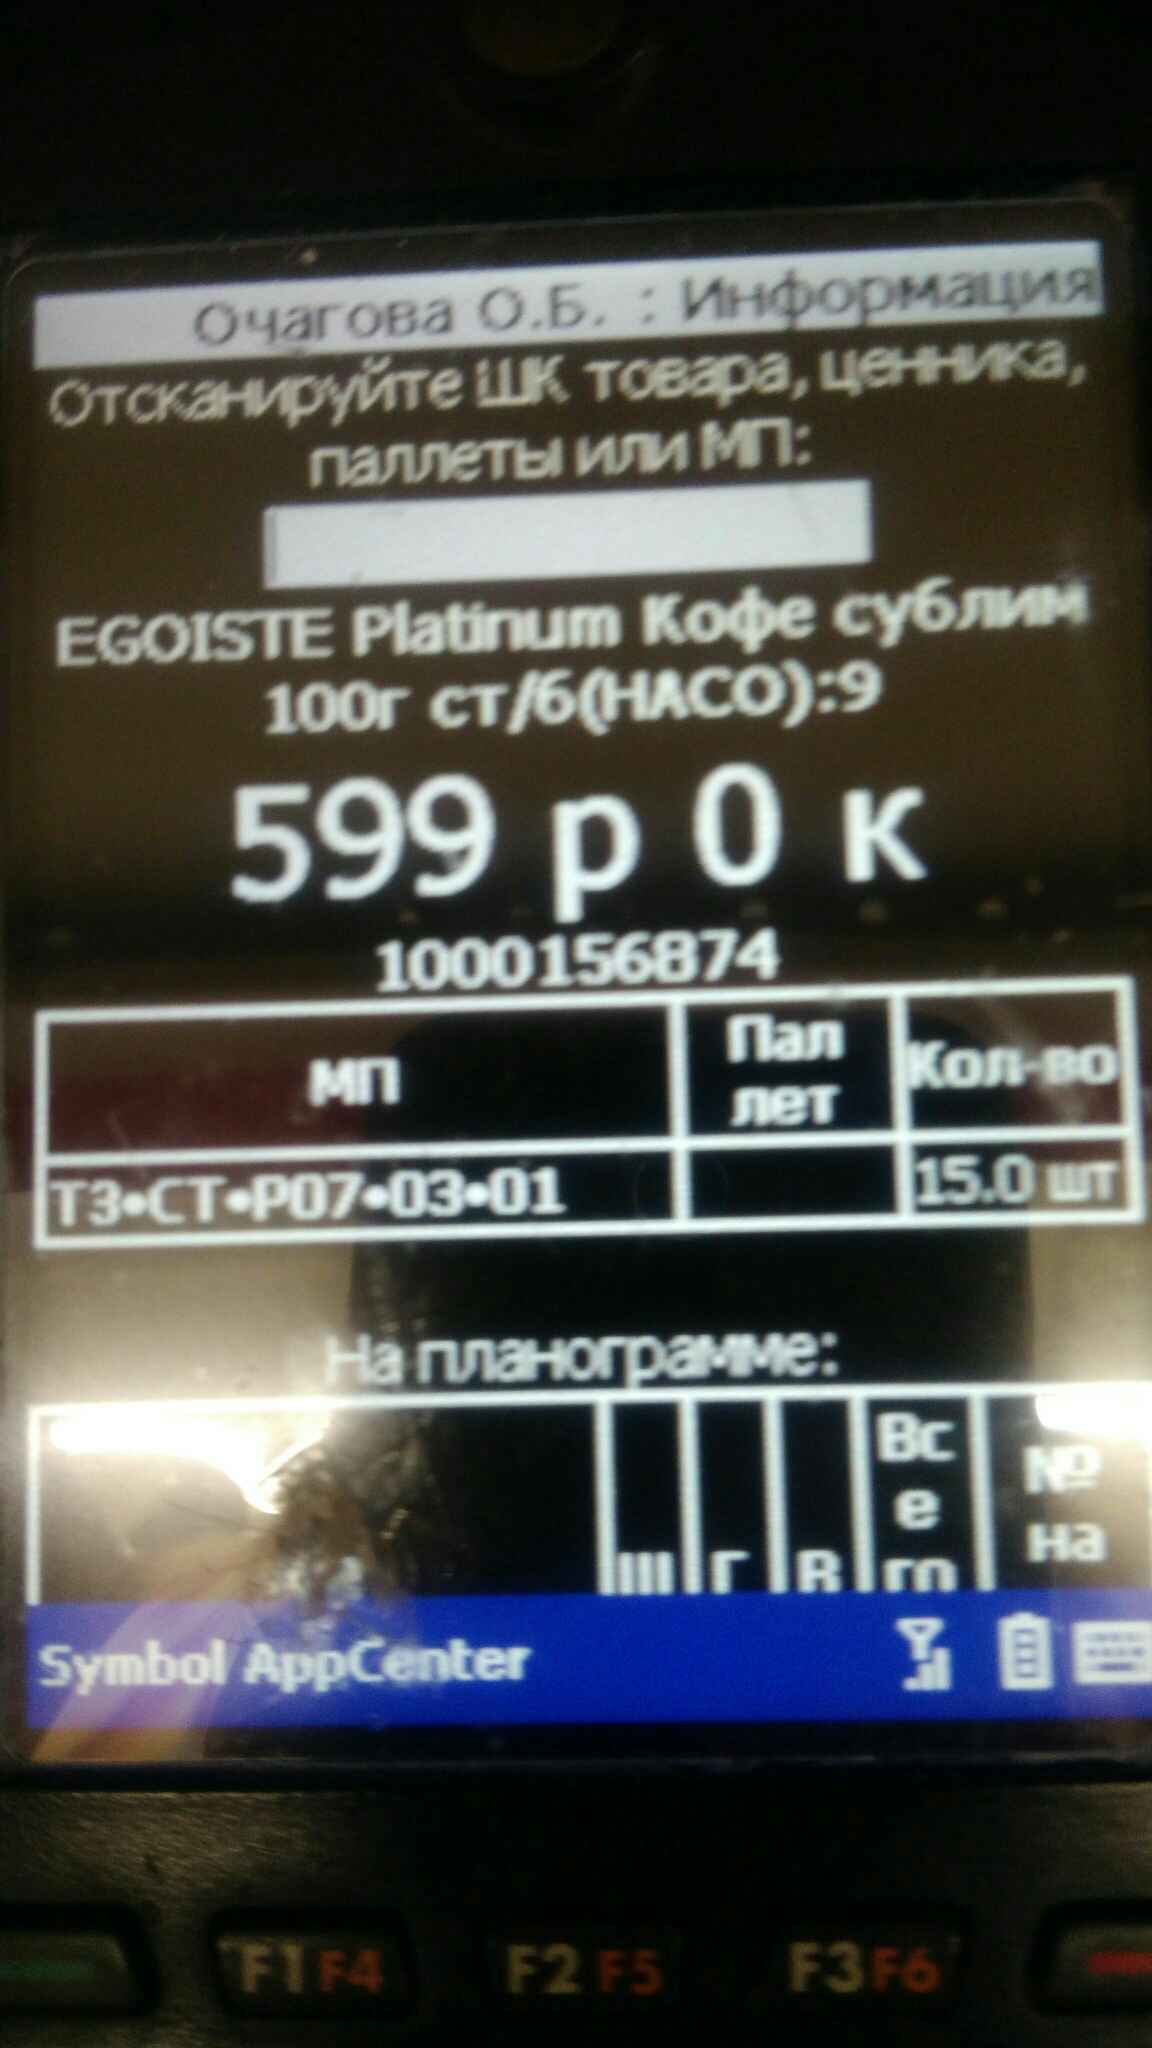 Очагова О.Б. : Информация
Отсканируйте ШК товара, ценника,
паллеты или МП:
EGOISTE Platinum Кофе сублим
100г ст/6(НАСО):9
599 р 0 к
1000156874
МП
Пал
лет
Кол-во
ТЗ•СТ•Р07•03•01
15.0 шт
На планограмме:
Ш
Г
В
Вс
е
го
№
на
Symbol AppCenter
F1 F4
F2 F5
F3 F6